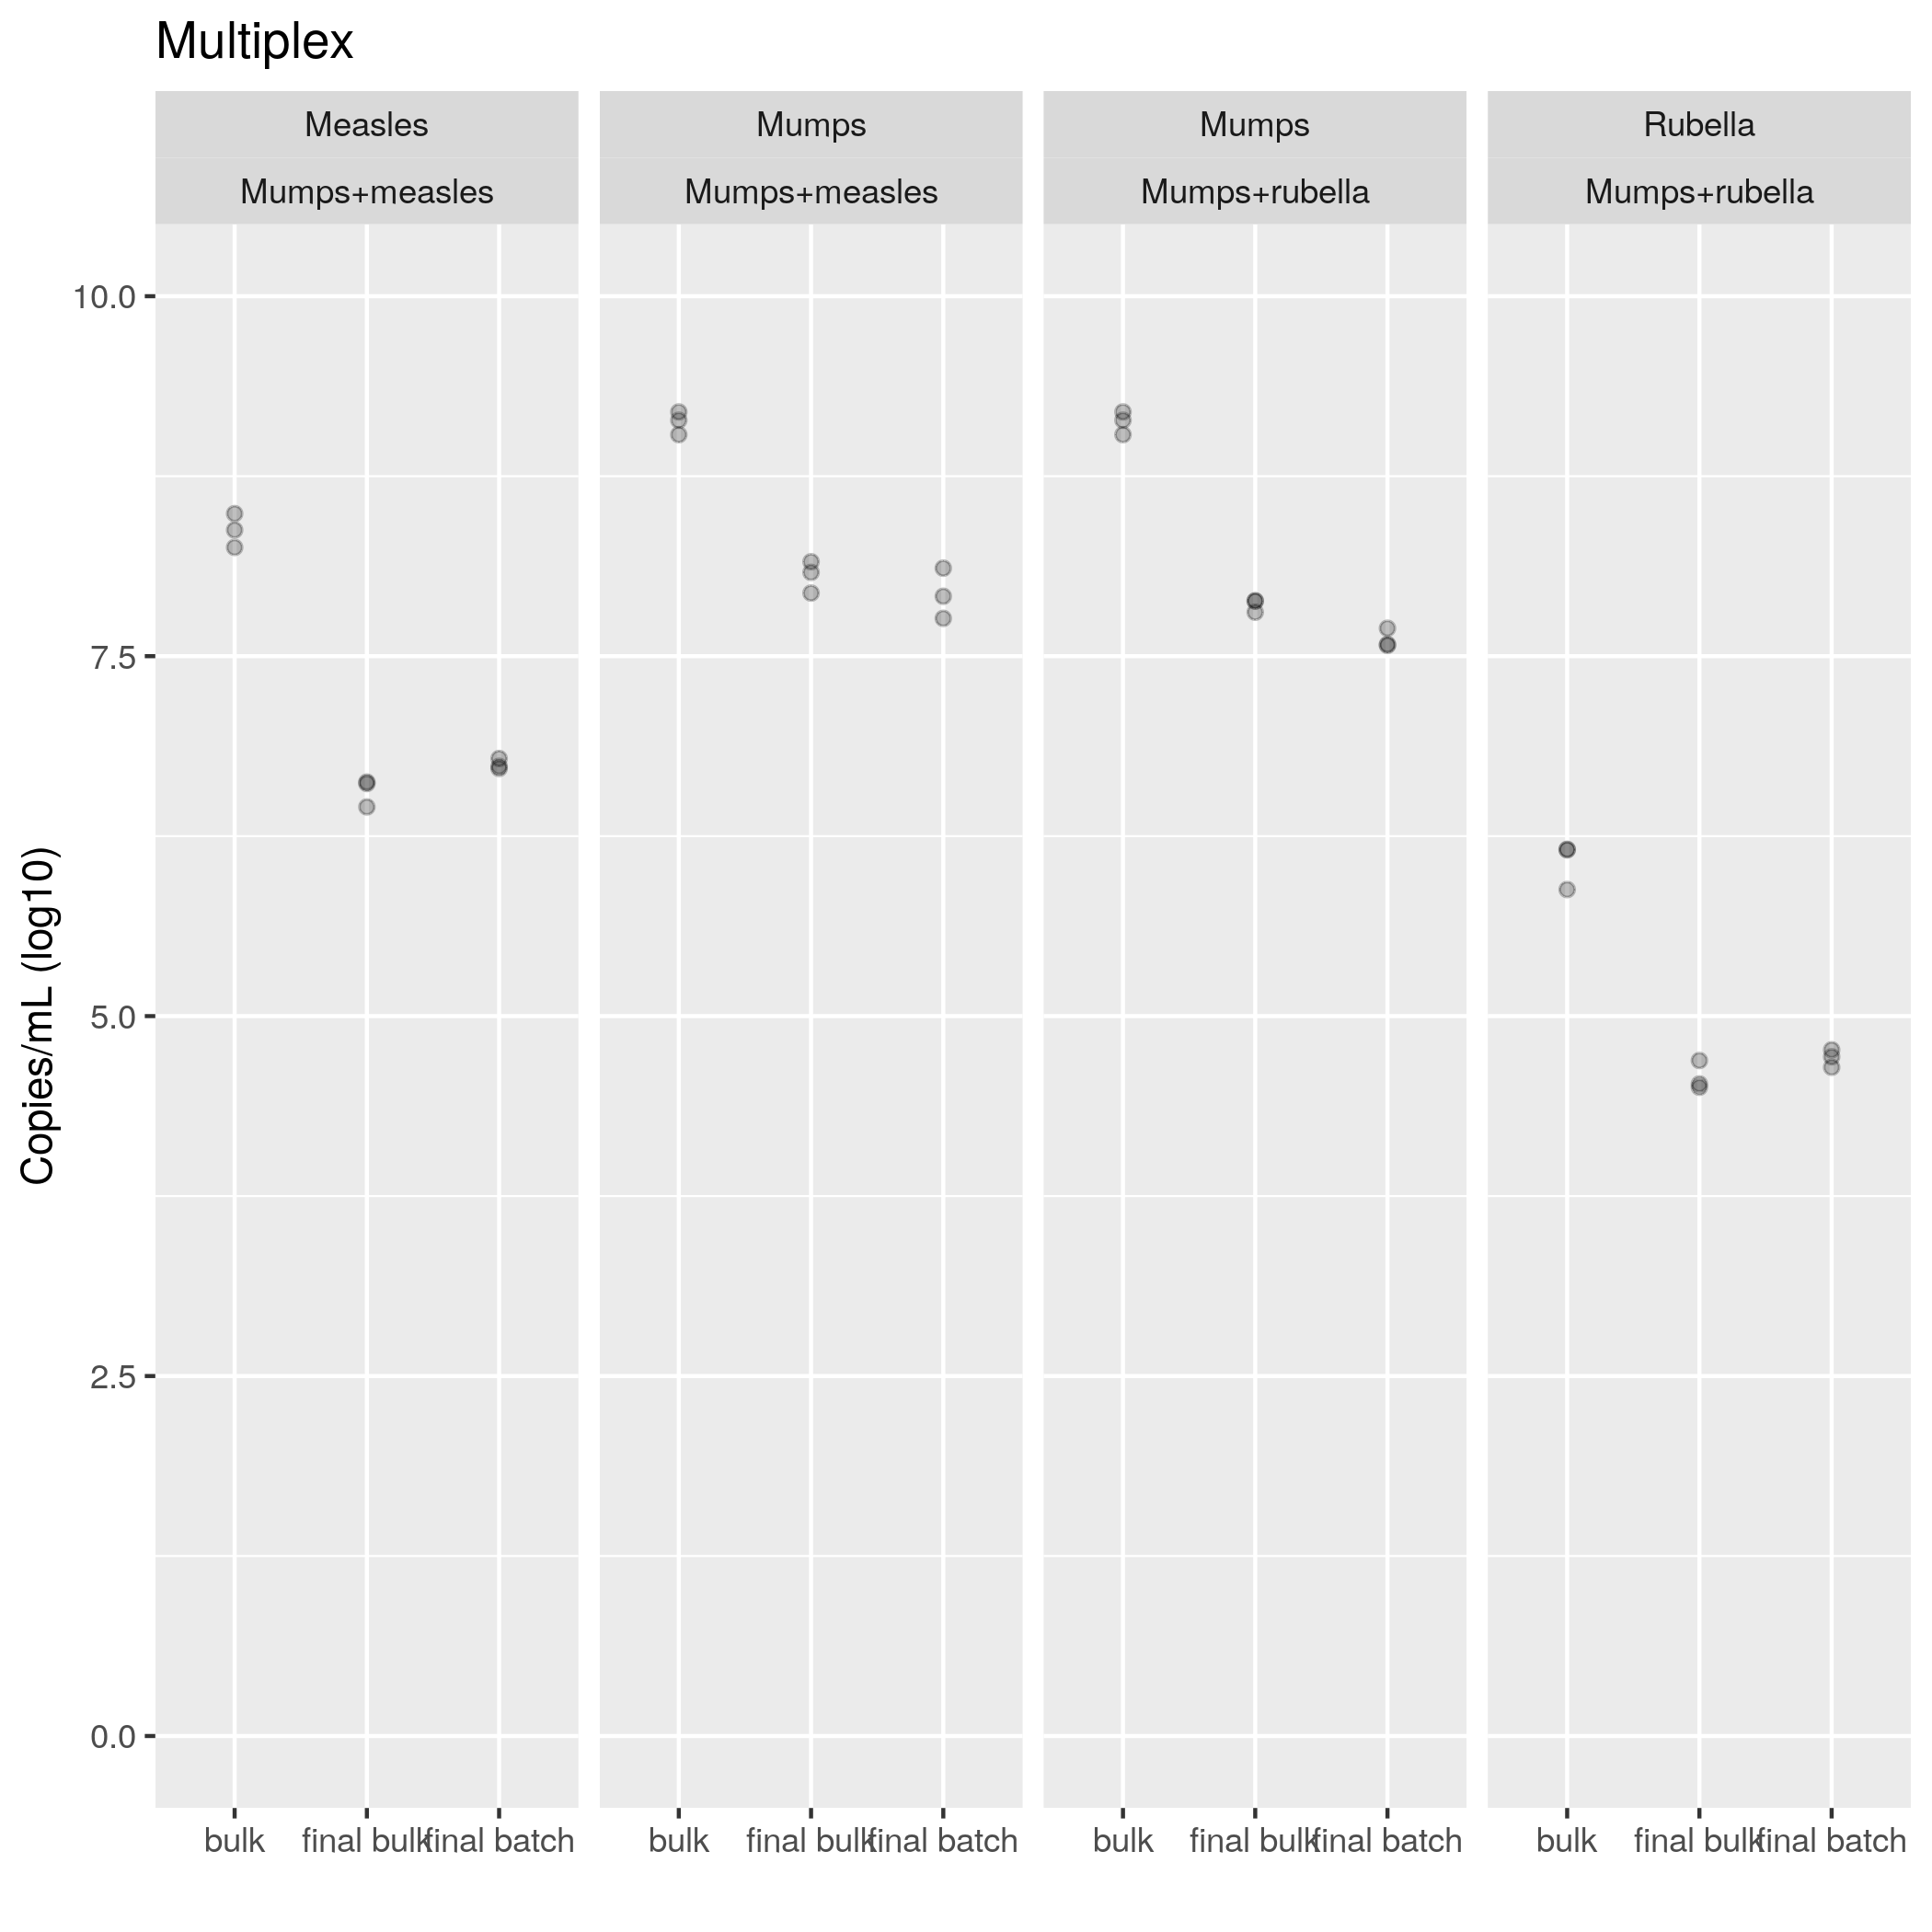 Multiplex
Measles Mumps Mumps Rubella
Mumps+measles Mumps+measles Mumps+rubella Mumps+rubella
10.0
7.5
5.0
2.5
0.0
Copies/mL (log10)
bulk final bulk final batch bulk final bulk final batch bulk final bulk final batch bulk final bulk final batch